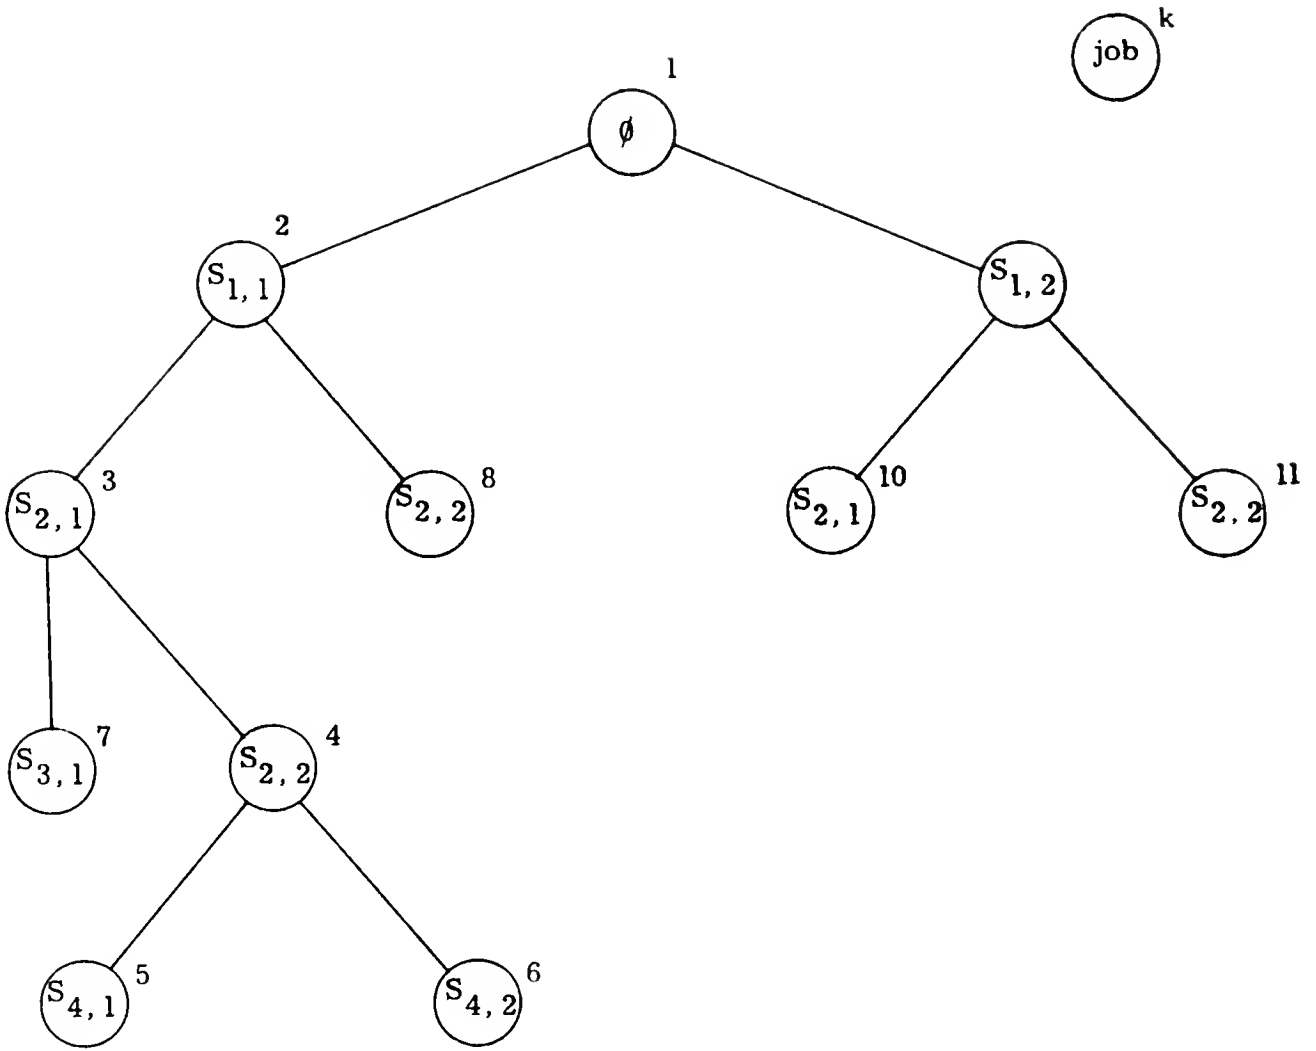 k
job
1
∅
2
S1, 1
S1, 2
3
S2, 1
8
S2, 2
10
S2, 1
11
S2, 2
7
S3, 1
4
S2, 2
5
S4, 1
6
S4, 2